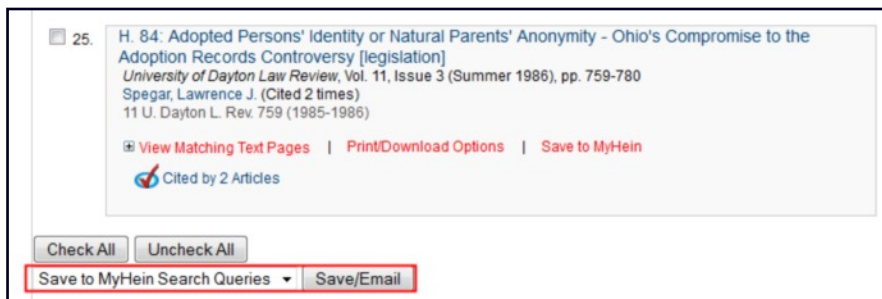 25. H. 84: Adopted Persons' Identity or Natural Parents' Anonymity - Ohio's Compromise to the
Adoption Records Controversy [legislation]
University of Dayton Law Review, Vol. 11, Issue 3 (Summer 1986), pp. 759-780
Spegar, Lawrence J. (Cited 2 times)
11 U. Dayton L. Rev. 759 (1985-1986)
View Matching Text Pages | Print/Download Options | Save to MyHein
Cited by 2 Articles
Check All Uncheck All
Save to MyHein Search Queries Save/Email